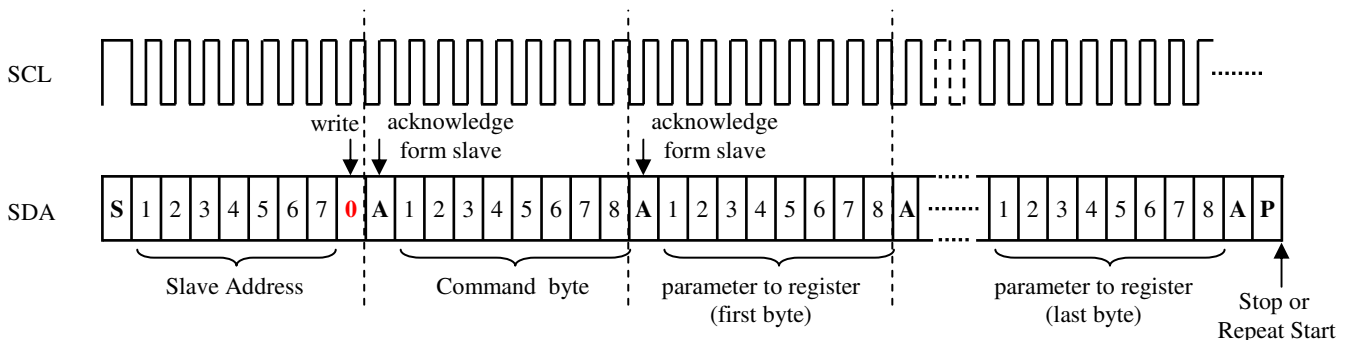 SCL
write
acknowledge
form slave
acknowledge
form slave
SDA
S 1 2 3 4 5 6 7 0 A 1 2 3 4 5 6 7 8 A 1 2 3 4 5 6 7 8 A 1 2 3 4 5 6 7 8 A P
Slave Address
Command byte
parameter to register
(first byte)
parameter to register
(last byte)
Stop or
Repeat Start